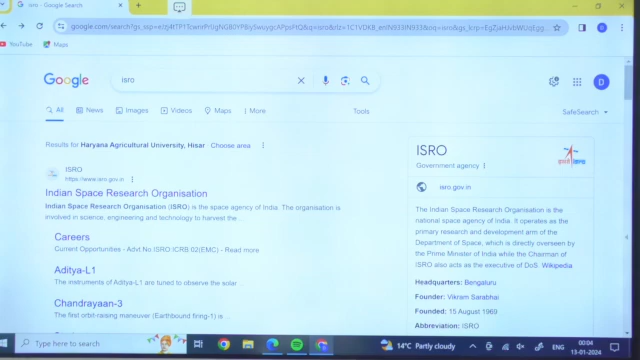 isro - Google Search
google.com/search?gs_ssp=
YouTube
Maps
Google
isro
D
All
News
Images
Videos
Maps
More
Tools
SafeSearch
Results for Haryana Agricultural University, Hisar · Choose area
ISRO
https://www.isro.gov.in
Indian Space Research Organisation
Indian Space Research Organisation (ISRO) is the space agency of India. The organisation is
involved in science, engineering and technology to harvest the ...
Careers
Current Opportunities - Advt.No.ISRO:ICRB:02(EMC) - Read more
Aditya-L1
The instruments of Aditya-L1 are tuned to observe the solar ...
Chandrayaan-3
The first orbit-raising maneuver (Earthbound firing-1) is ...
ISRO
Government agency
isro.gov.in
The Indian Space Research Organisation is the
national space agency of India. It operates as the
primary research and development arm of the
Department of Space, which is directly overseen by
the Prime Minister of India while the Chairman of
ISRO also acts as the executive of DoS. Wikipedia
Headquarters: Bengaluru
Founder: Vikram Sarabhai
Founded: 15 August 1969
Abbreviation: ISRO
Type here to search
14°C Partly cloudy
ENG
00:04
13-01-2024